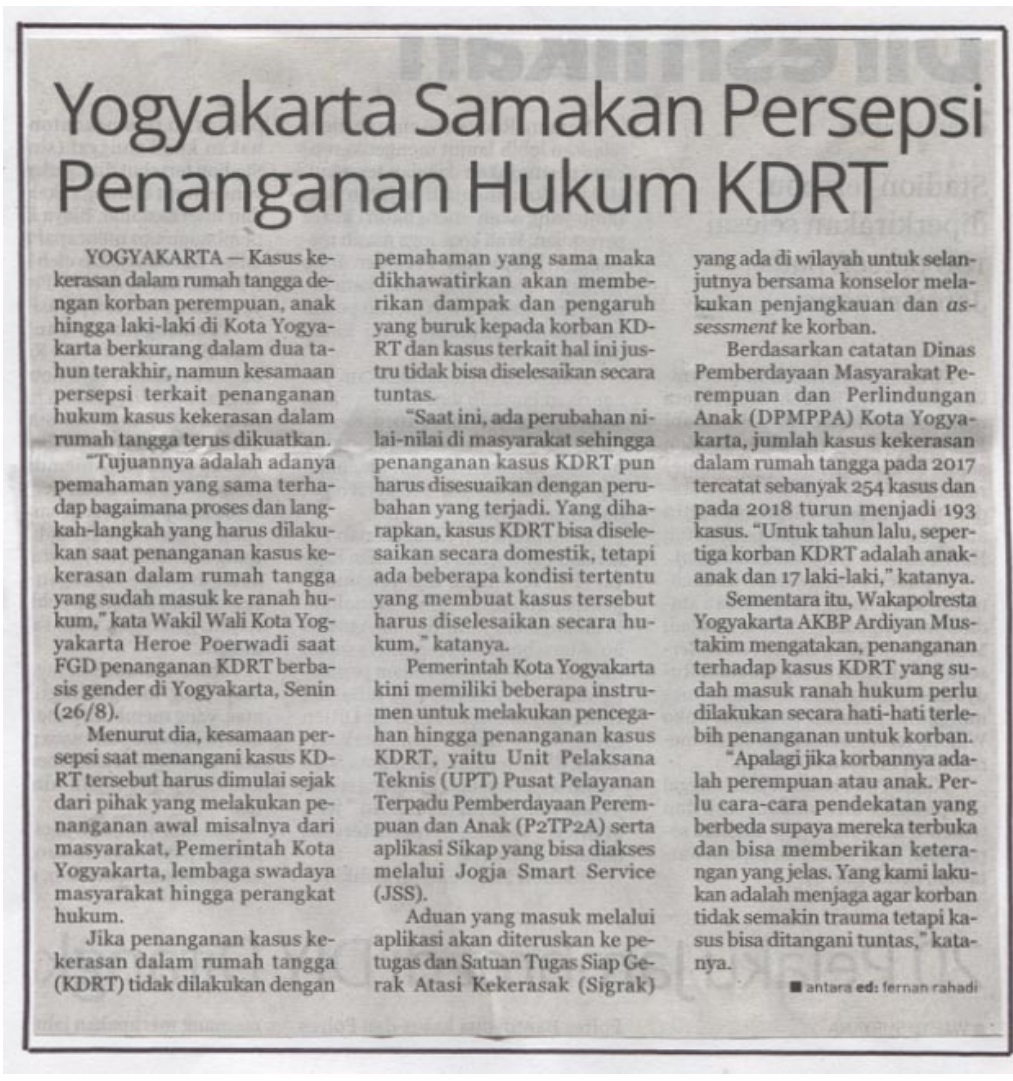 Yogyakarta Samakan Persepsi
Penanganan Hukum KDRT
YOGYAKARTA — Kasus ke-
kerasan dalam rumah tangga de-
ngan korban perempuan, anak
hingga laki-laki di Kota Yogya-
karta berkurang dalam dua ta-
hun terakhir, namun kesamaan
persepsi terkait penanganan
hukum kasus kekerasan dalam
rumah tangga terus dikuatkan.
"Tujuannya adalah adanya
pemahaman yang sama terha-
dap bagaimana proses dan lang-
kah-langkah yang harus dilaku-
kan saat penanganan kasus ke-
kerasan dalam rumah tangga
yang sudah masuk ke ranah hu-
kum," kata Wakil Wali Kota Yog-
yakarta Heroe Poerwadi saat
FGD penanganan KDRT berba-
sis gender di Yogyakarta, Senin
(26/8).
Menurut dia, kesamaan per-
sepsi saat menangani kasus KD-
RT tersebut harus dimulai sejak
dari pihak yang melakukan pe-
nanganan awal misalnya dari
masyarakat, Pemerintah Kota
Yogyakarta, lembaga swadaya
masyarakat hingga perangkat
hukum.
Jika penanganan kasus ke-
kerasan dalam rumah tangga
(KDRT) tidak dilakukan dengan
pemahaman yang sama maka
dikhawatirkan akan membe-
rikan dampak dan pengaruh
yang buruk kepada korban KD-
RT dan kasus terkait hal ini jus-
tru tidak bisa diselesaikan secara
tuntas.
"Saat ini, ada perubahan ni-
lai-nilai di masyarakat sehingga
penanganan kasus KDRT pun
harus disesuaikan dengan peru-
bahan yang terjadi. Yang diha-
rapkan, kasus KDRT bisa disele-
saikan secara domestik, tetapi
ada beberapa kondisi tertentu
yang membuat kasus tersebut
harus diselesaikan secara hu-
kum," katanya.
Pemerintah Kota Yogyakarta
kini memiliki beberapa instru-
men untuk melakukan pencega-
han hingga penanganan kasus
KDRT, yaitu Unit Pelaksana
Teknis (UPT) Pusat Pelayanan
Terpadu Pemberdayaan Perem-
puan dan Anak (P2TP2A) serta
aplikasi Sikap yang bisa diakses
melalui Jogja Smart Service
(JSS).
Aduan yang masuk melalui
aplikasi akan diteruskan ke pe-
tugas dan Satuan Tugas Siap Ge-
rak Atasi Kekerasak (Sigrak)
yang ada di wilayah untuk selan-
jutnya bersama konselor mela-
kukan penjangkauan dan as-
sessment ke korban.
Berdasarkan catatan Dinas
Pemberdayaan Masyarakat Pe-
rempuan dan Perlindungan
Anak (DPMPPA) Kota Yogya-
karta, jumlah kasus kekerasan
dalam rumah tangga pada 2017
tercatat sebanyak 254 kasus dan
pada 2018 turun menjadi 193
kasus. "Untuk tahun lalu, seper-
tiga korban KDRT adalah anak-
anak dan 17 laki-laki," katanya.
Sementara itu, Wakapolresta
Yogyakarta AKBP Ardiyan Mus-
takim mengatakan, penanganan
terhadap kasus KDRT yang su-
dah masuk ranah hukum perlu
dilakukan secara hati-hati terle-
bih penanganan untuk korban.
"Apalagi jika korbannya ada-
lah perempuan atau anak. Per-
lu cara-cara pendekatan yang
berbeda supaya mereka terbuka
dan bisa memberikan ketera-
ngan yang jelas. Yang kami laku-
kan adalah menjaga agar korban
tidak semakin trauma tetapi ka-
sus bisa ditangani tuntas," kata-
nya.
■ antara ed: fernan rahadi